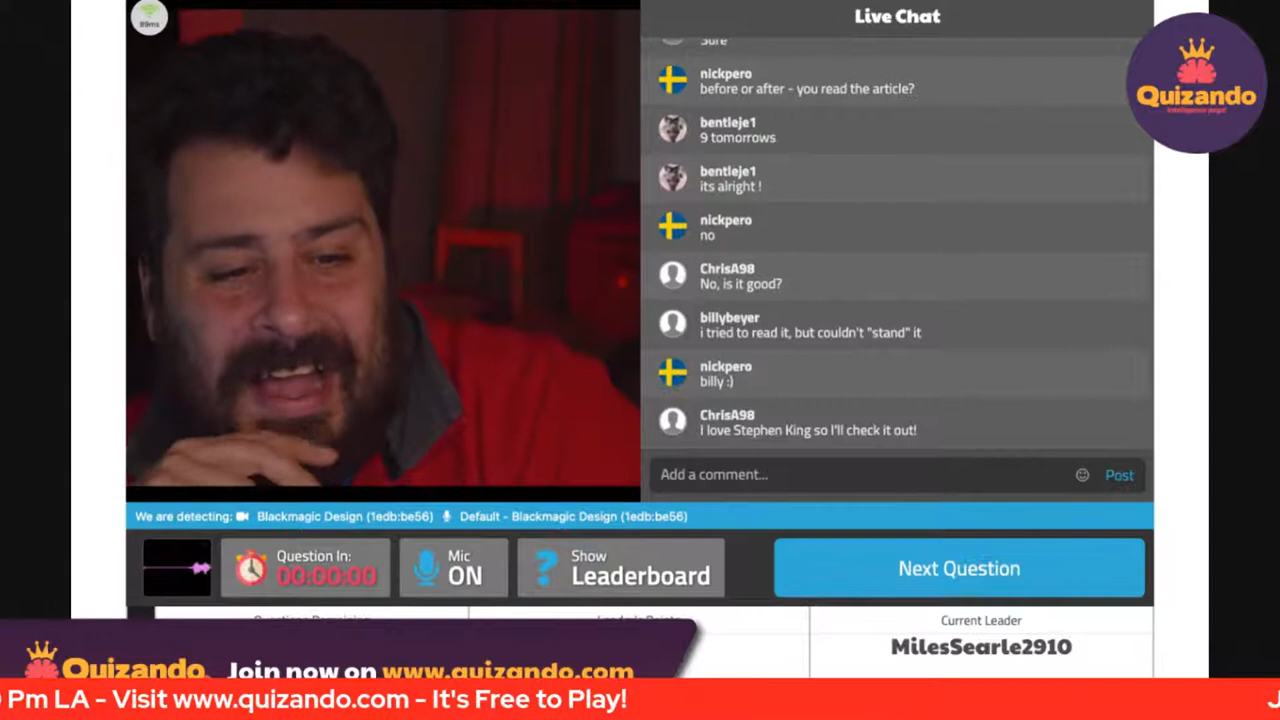 89ms
Live Chat
Sure
nickpero
before or after - you read the article?
bentleje1
9 tomorrows
bentleje1
its alright !
nickpero
no
ChrisA98
No, is it good?
billybeyer
i tried to read it, but couldn't "stand" it
nickpero
billy :)
ChrisA98
I love Stephen King so I'll check it out!
Add a comment...
Post
Quizando
We are detecting: Blackmagic Design (1edb:be56) Default - Blackmagic Design (1edb:be56)
Question In:
00:00:00
Mic
ON
?
Show
Leaderboard
Next Question
Current Leader
MilesSearle2910
Quizando
Join now on www.quizando.com
Pm LA - Visit www.quizando.com - It's Free to Play!